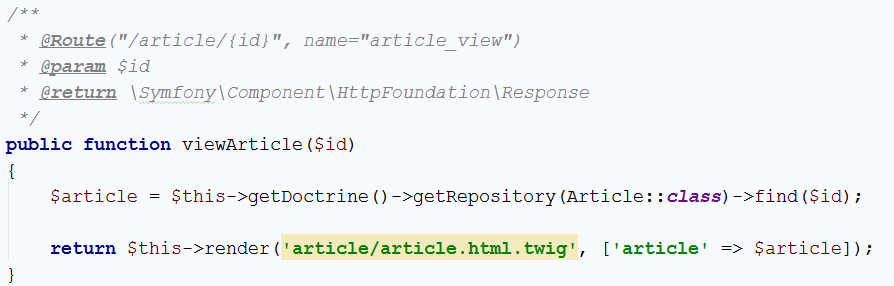 /**
 * @Route("/article/{id}", name="article_view")
 * @param $id
 * @return \Symfony\Component\HttpFoundation\Response
 */
public function viewArticle($id)
{
    $article = $this->getDoctrine()->getRepository(Article::class)->find($id);

    return $this->render('article/article.html.twig', ['article' => $article]);
}